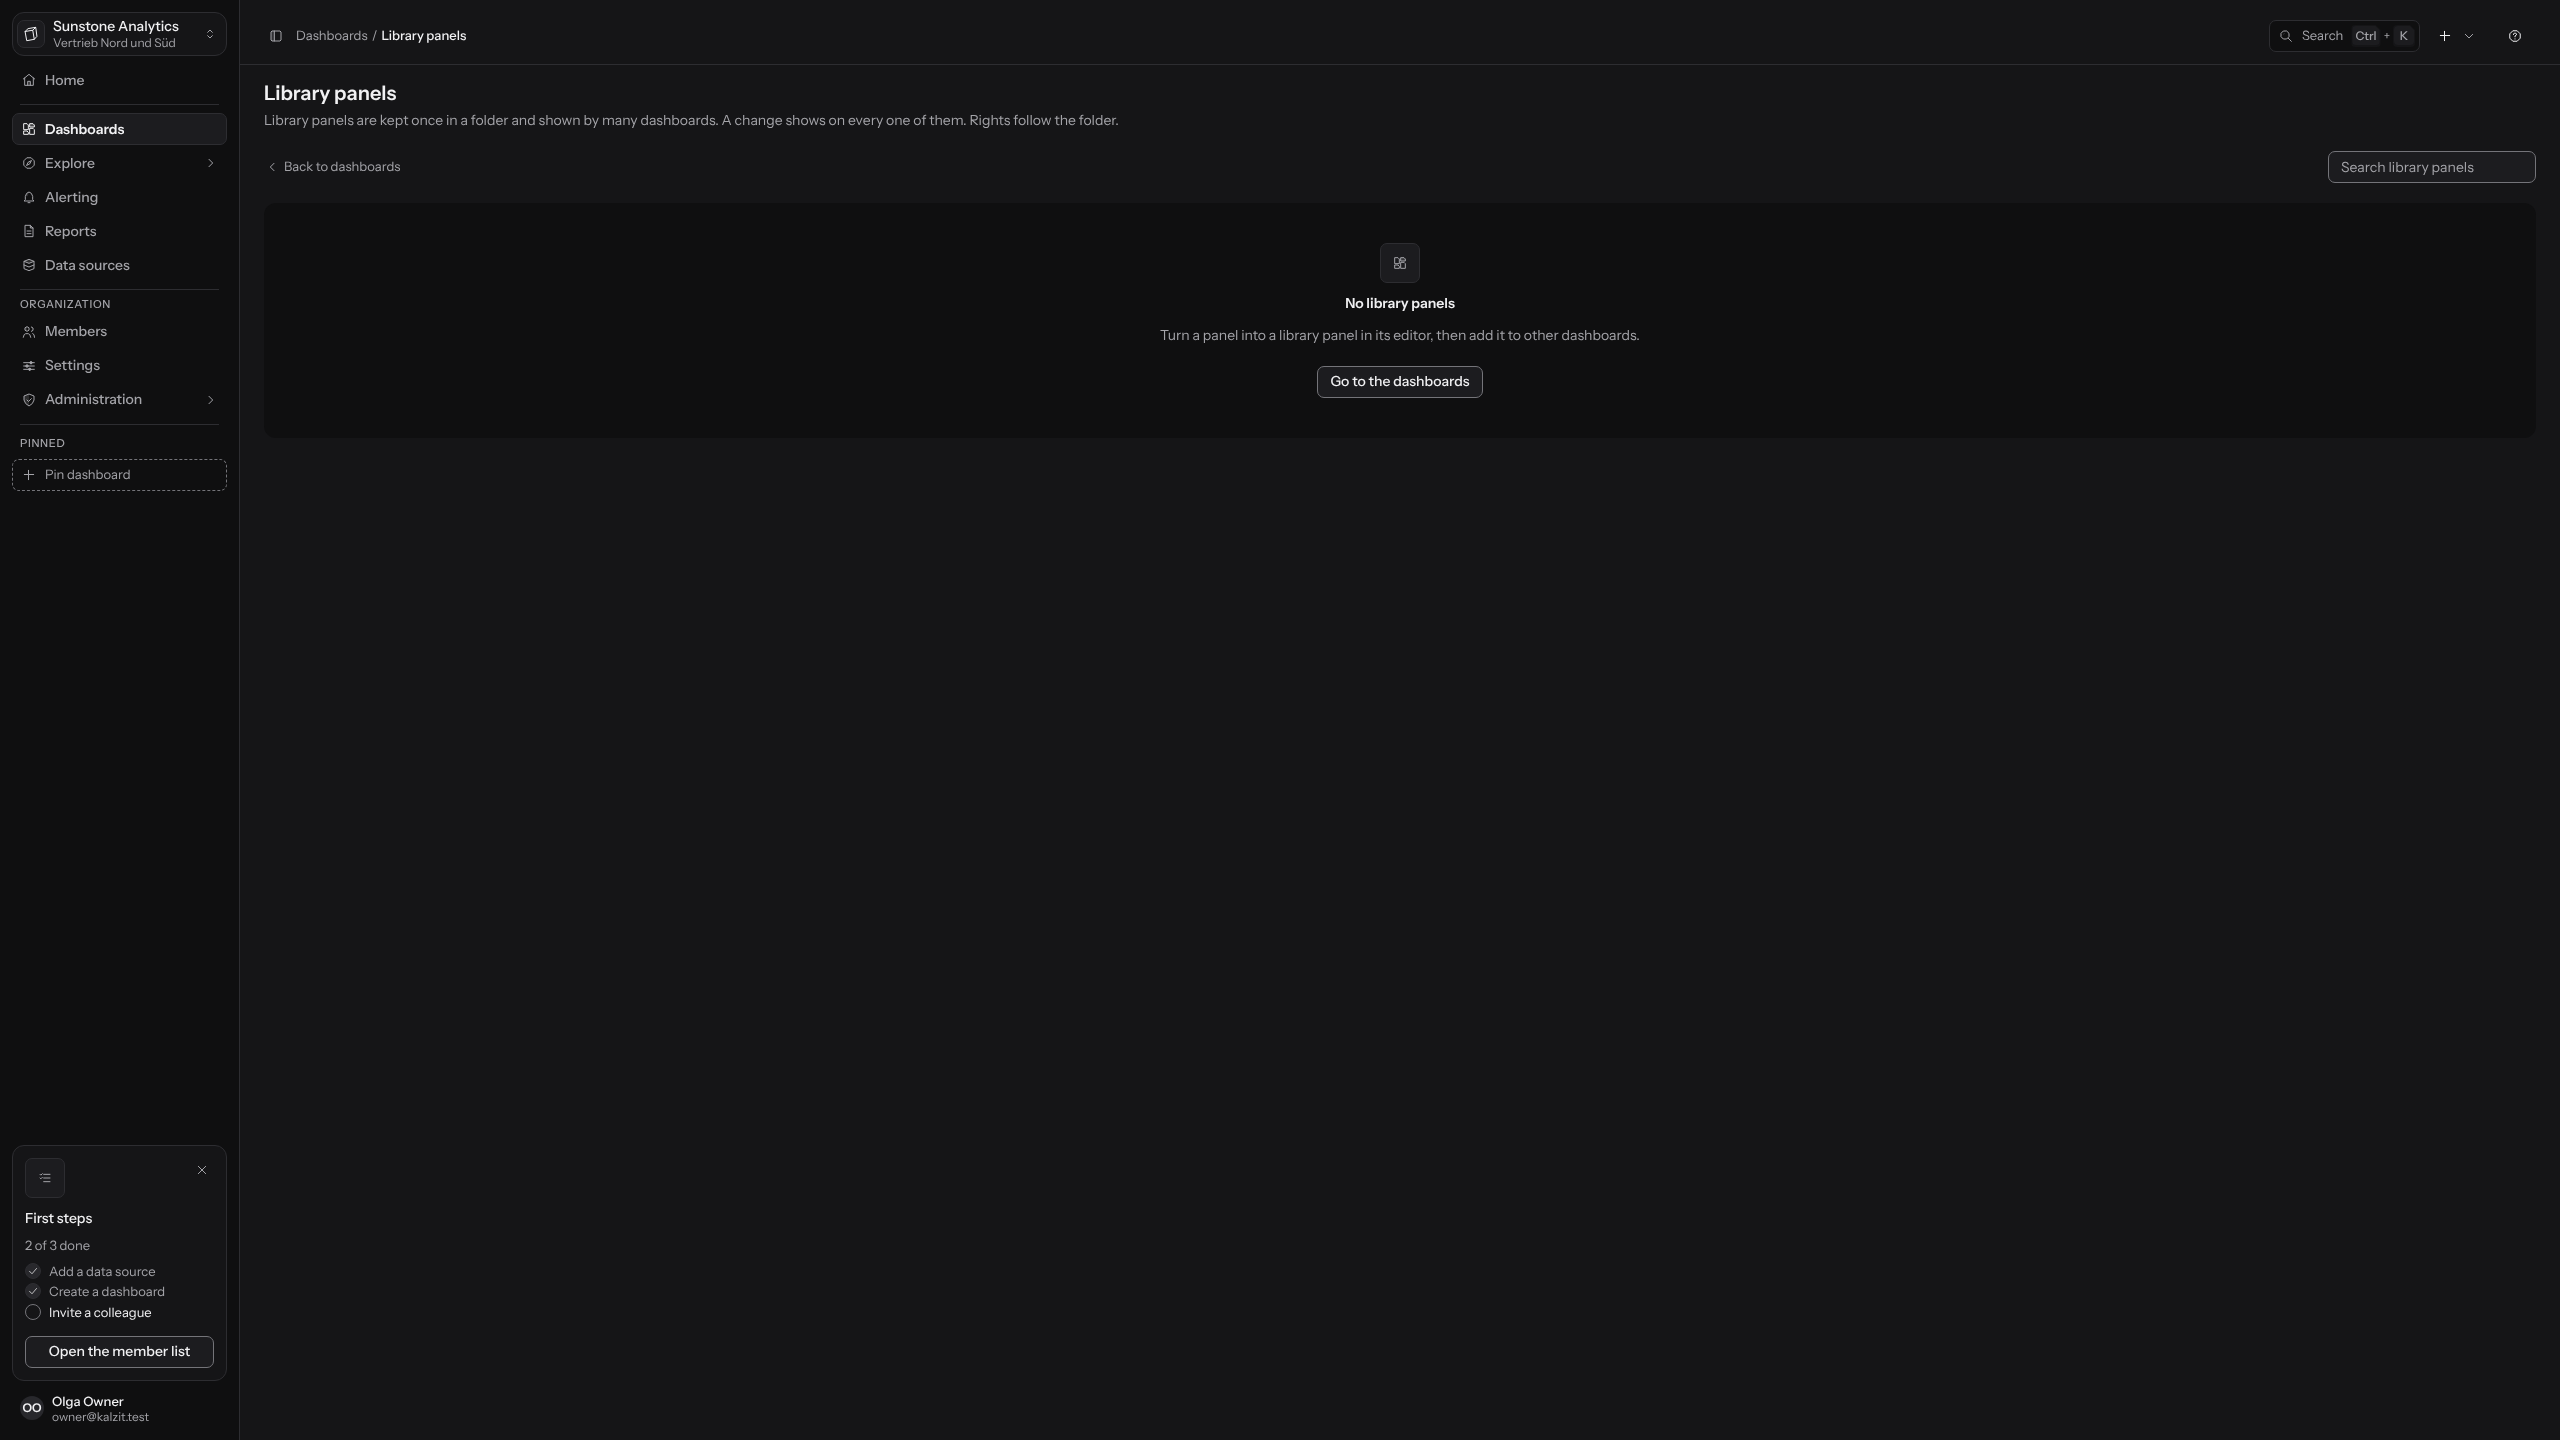 Sunstone Analytics
Vertrieb Nord und Süd
Home
Dashboards
Explore
Alerting
Reports
Data sources
ORGANIZATION
Members
Settings
Administration
PINNED
Pin dashboard
First steps
2 of 3 done
Add a data source
Create a dashboard
Invite a colleague
Open the member list
OO
Olga Owner
owner@kalzit.test
Dashboards / Library panels
Search Ctrl + K
Library panels
Library panels are kept once in a folder and shown by many dashboards. A change shows on every one of them. Rights follow the folder.
Back to dashboards
Search library panels
No library panels
Turn a panel into a library panel in its editor, then add it to other dashboards.
Go to the dashboards